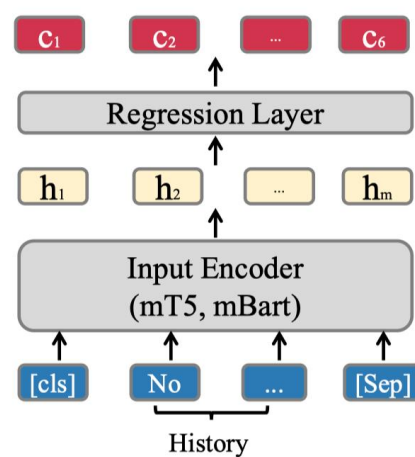 c₁ c₂ ... c₆
Regression Layer
h₁ h₂ ... hₘ
Input Encoder
(mT5, mBart)
[cls] No ... [Sep]
History